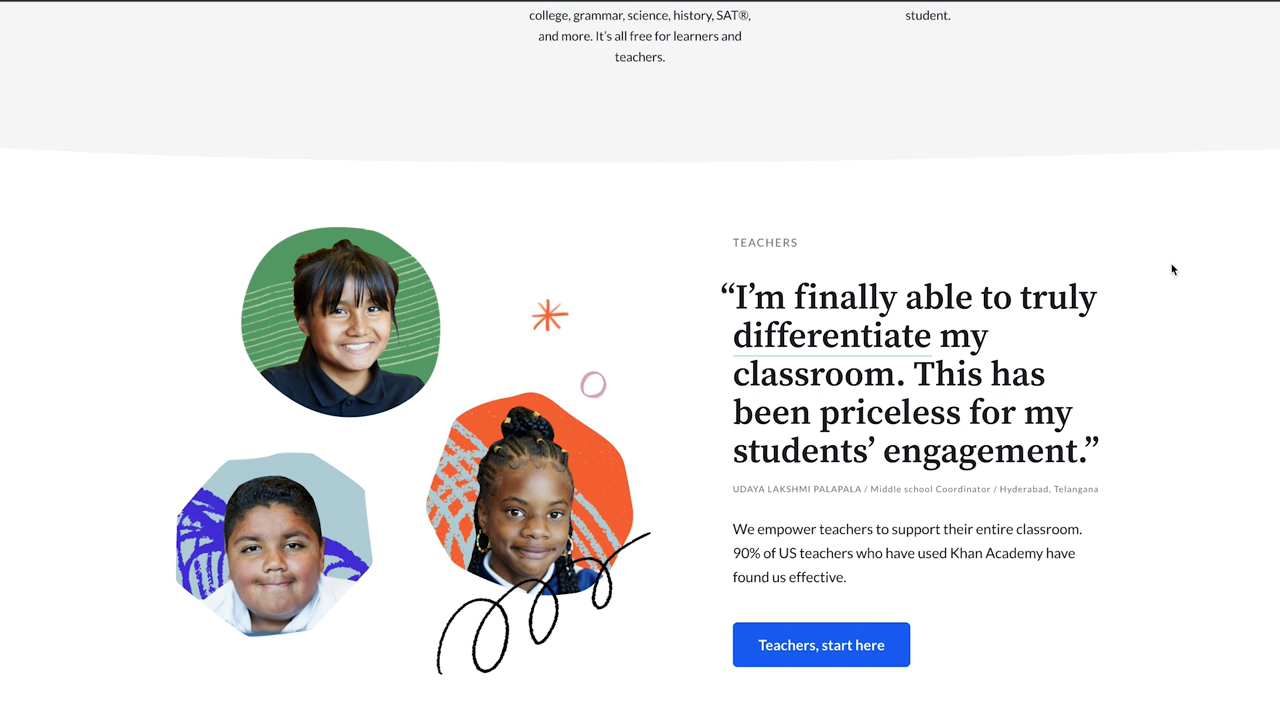 college, grammar, science, history, SAT®,
and more. It's all free for learners and
teachers.
student.
TEACHERS
“I’m finally able to truly
differentiate my
classroom. This has
been priceless for my
students’ engagement.”
UDAYA LAKSHMI PALAPALA / Middle school Coordinator / Hyderabad, Telangana
We empower teachers to support their entire classroom.
90% of US teachers who have used Khan Academy have
found us effective.
Teachers, start here